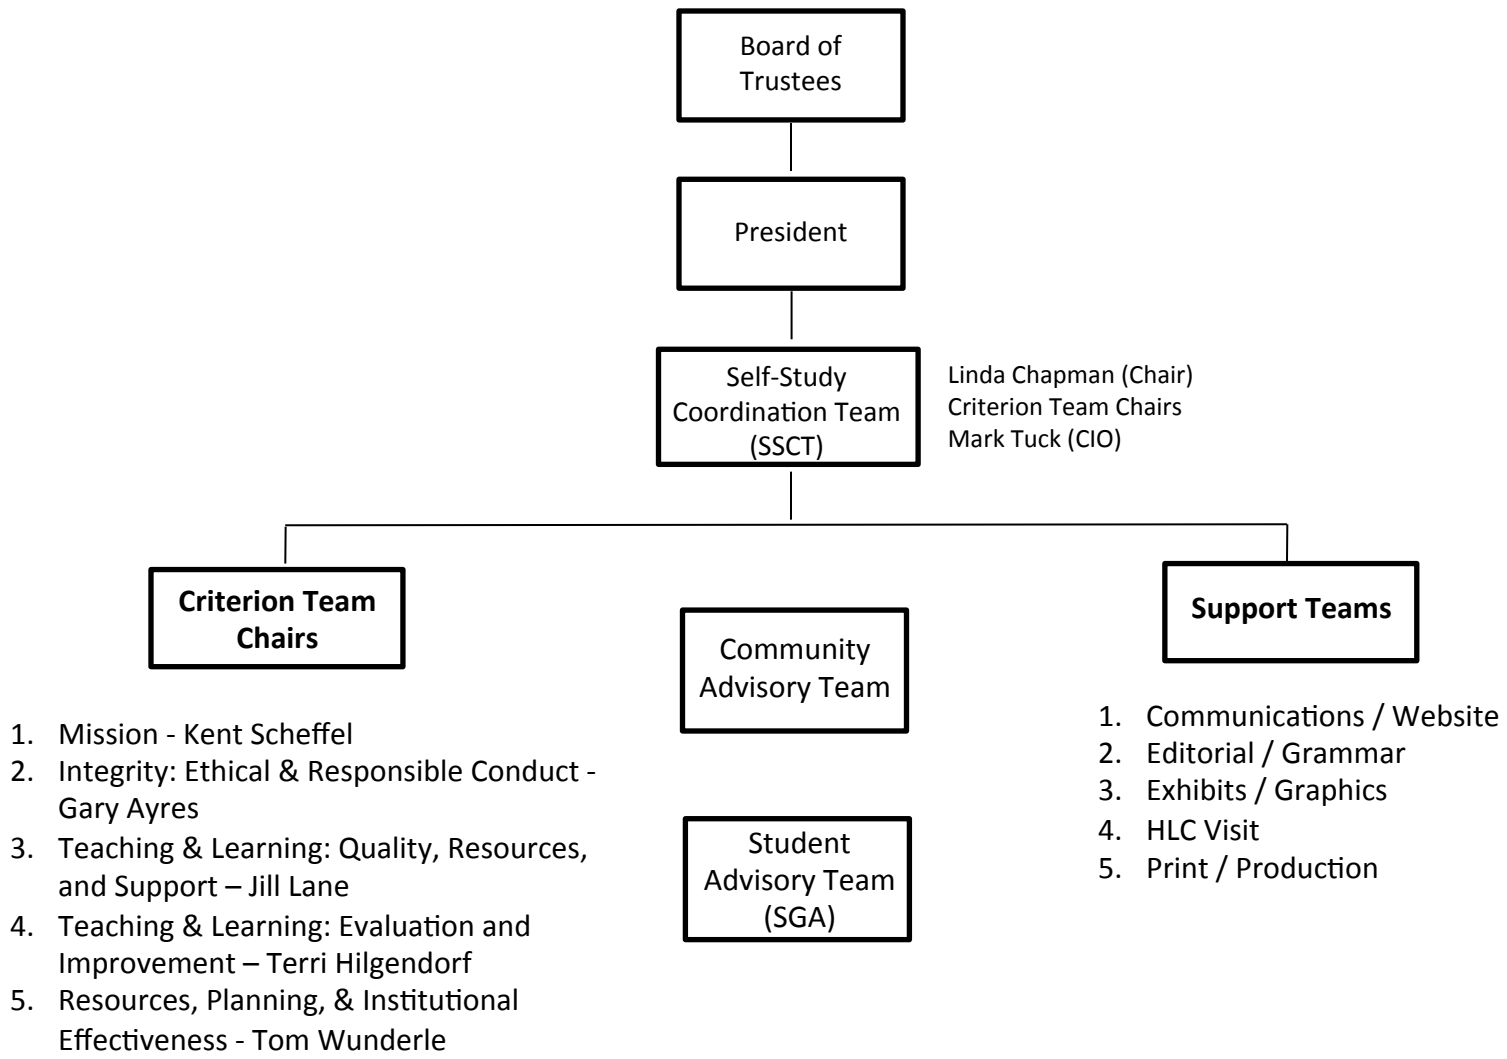 Board of
Trustees
President
Self-Study
Coordination Team
(SSCT)
Linda Chapman (Chair)
Criterion Team Chairs
Mark Tuck (CIO)
Criterion Team
Chairs
1. Mission - Kent Scheffel
2. Integrity: Ethical & Responsible Conduct -
Gary Ayres
3. Teaching & Learning: Quality, Resources,
and Support – Jill Lane
4. Teaching & Learning: Evaluation and
Improvement – Terri Hilgendorf
5. Resources, Planning, & Institutional
Effectiveness - Tom Wunderle
Community
Advisory Team
Student
Advisory Team
(SGA)
Support Teams
1. Communications / Website
2. Editorial / Grammar
3. Exhibits / Graphics
4. HLC Visit
5. Print / Production